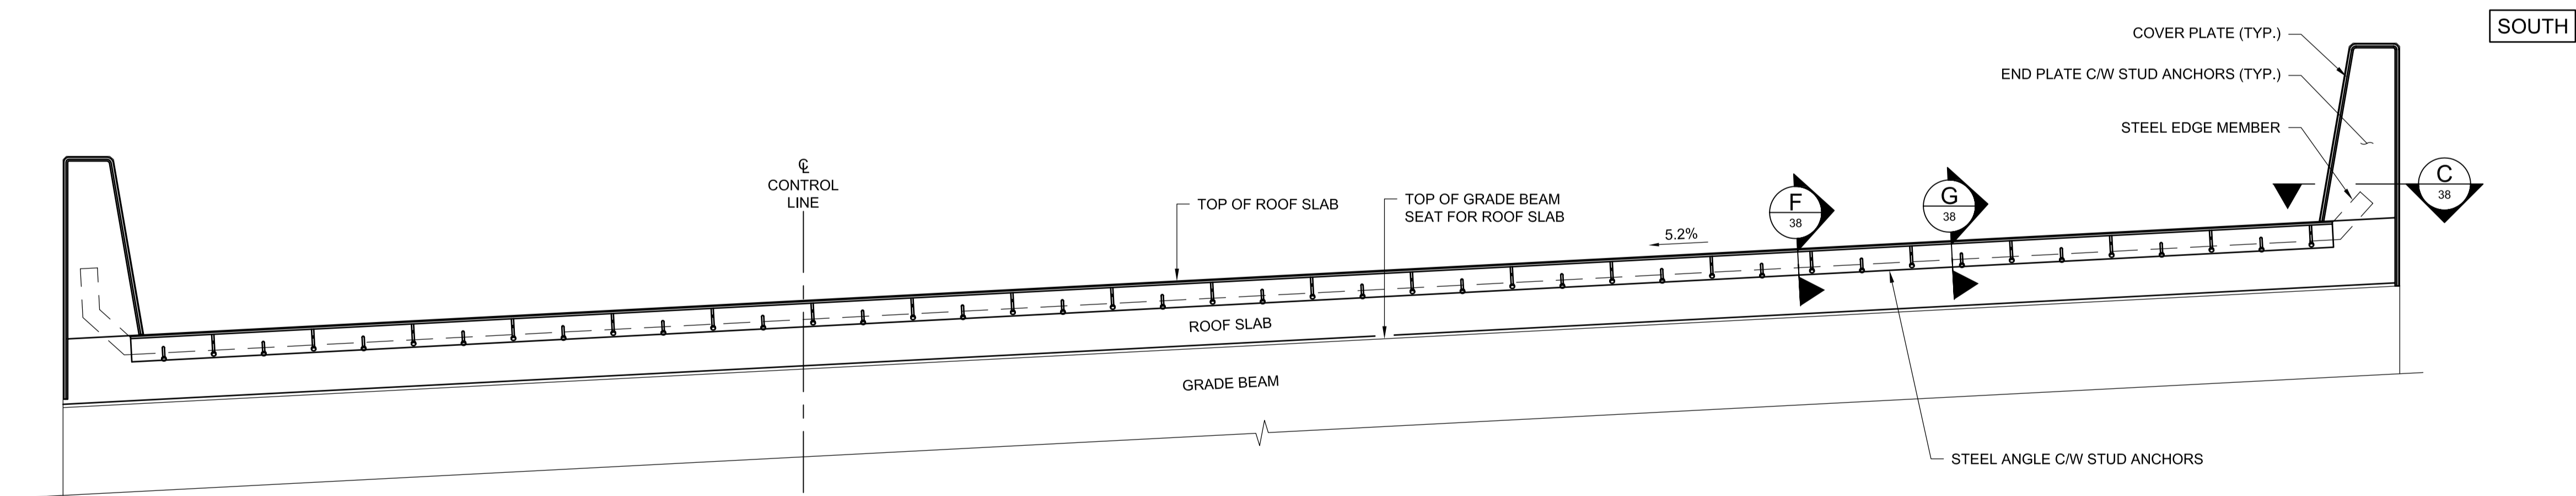 SOUTH
COVER PLATE (TYP.)
END PLATE C/W STUD ANCHORS (TYP.)
STEEL EDGE MEMBER
℄
CONTROL
LINE
TOP OF ROOF SLAB
TOP OF GRADE BEAM
SEAT FOR ROOF SLAB
5.2%
F
38
G
38
C
38
ROOF SLAB
GRADE BEAM
STEEL ANGLE C/W STUD ANCHORS